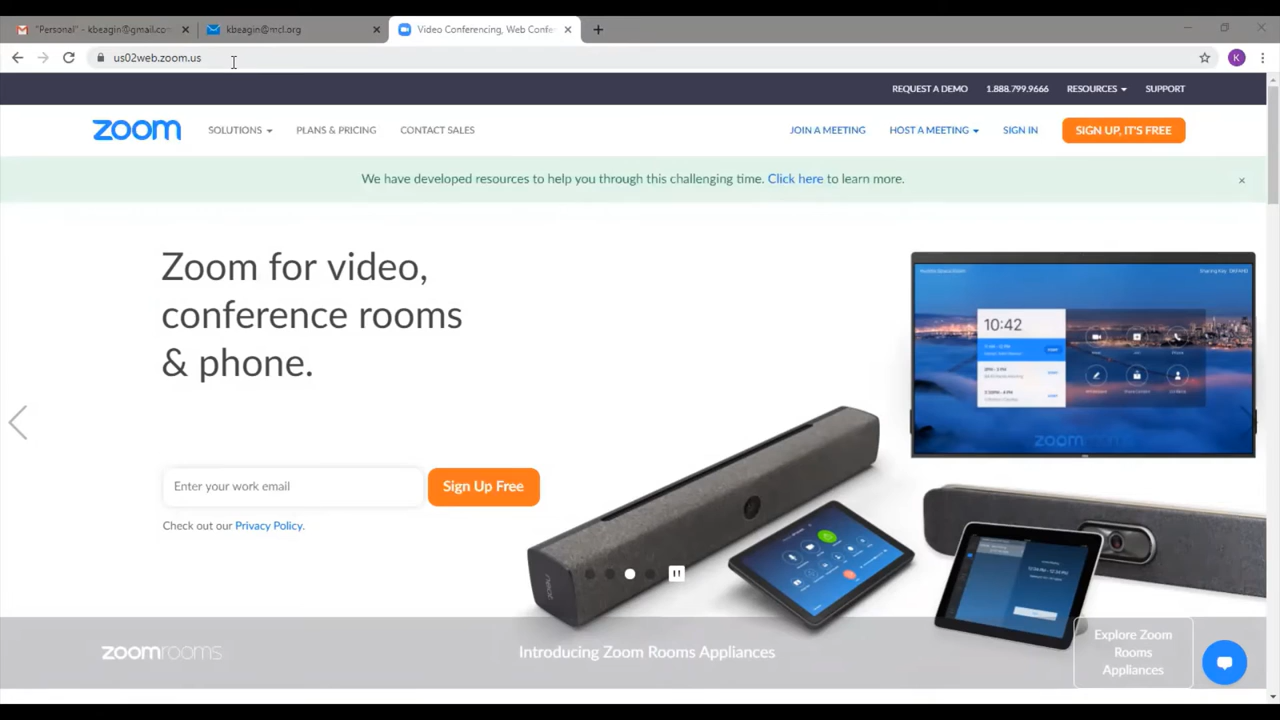 "Personal" - kbeagin@gmail.com
kbeagin@mcl.org
Video Conferencing, Web Confe
us02web.zoom.us
K
REQUEST A DEMO 1.888.799.9666 RESOURCES SUPPORT
zoom SOLUTIONS PLANS & PRICING CONTACT SALES JOIN A MEETING HOST A MEETING SIGN IN SIGN UP, IT'S FREE
We have developed resources to help you through this challenging time. Click here to learn more.
Zoom for video,
conference rooms
& phone.
10:42
zoomrooms
Enter your work email
Sign Up Free
Check out our Privacy Policy.
zoomrooms
Introducing Zoom Rooms Appliances
Explore Zoom
Rooms
Appliances